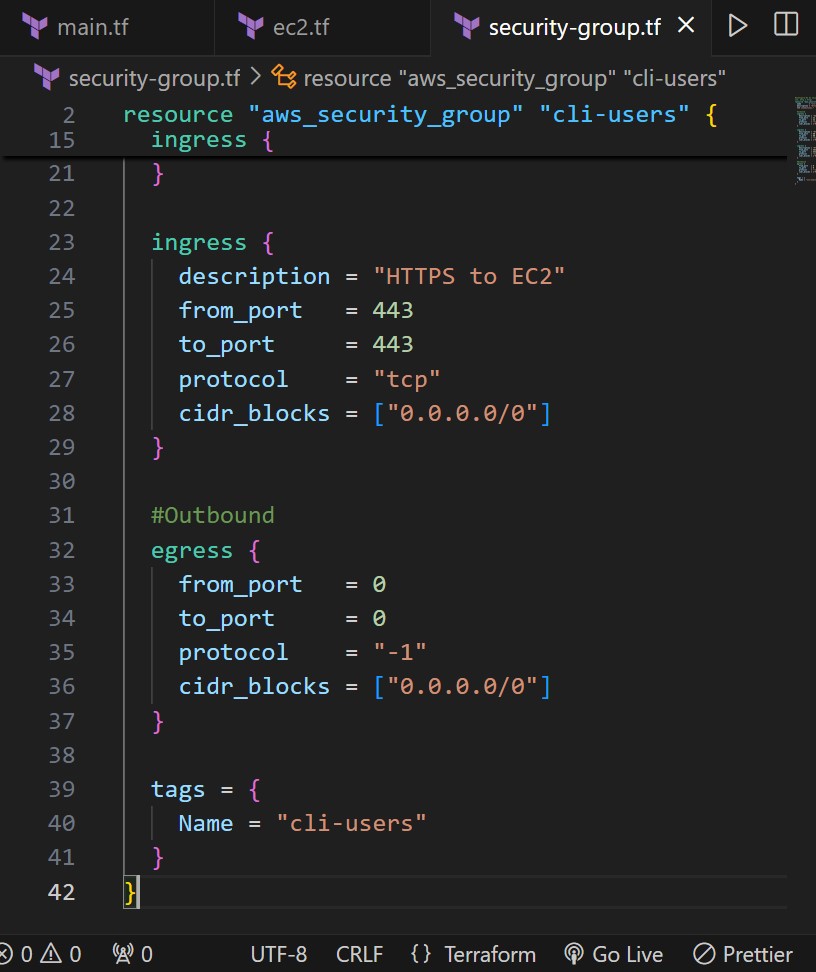 main.tf ec2.tf security-group.tf
security-group.tf > resource "aws_security_group" "cli-users"
2 resource "aws_security_group" "cli-users" {
15 ingress {
21 }
22
23 ingress {
24 description = "HTTPS to EC2"
25 from_port = 443
26 to_port = 443
27 protocol = "tcp"
28 cidr_blocks = ["0.0.0.0/0"]
29 }
30
31 #Outbound
32 egress {
33 from_port = 0
34 to_port = 0
35 protocol = "-1"
36 cidr_blocks = ["0.0.0.0/0"]
37 }
38
39 tags = {
40 Name = "cli-users"
41 }
42 }
0 0 0 UTF-8 CRLF {} Terraform Go Live Prettier